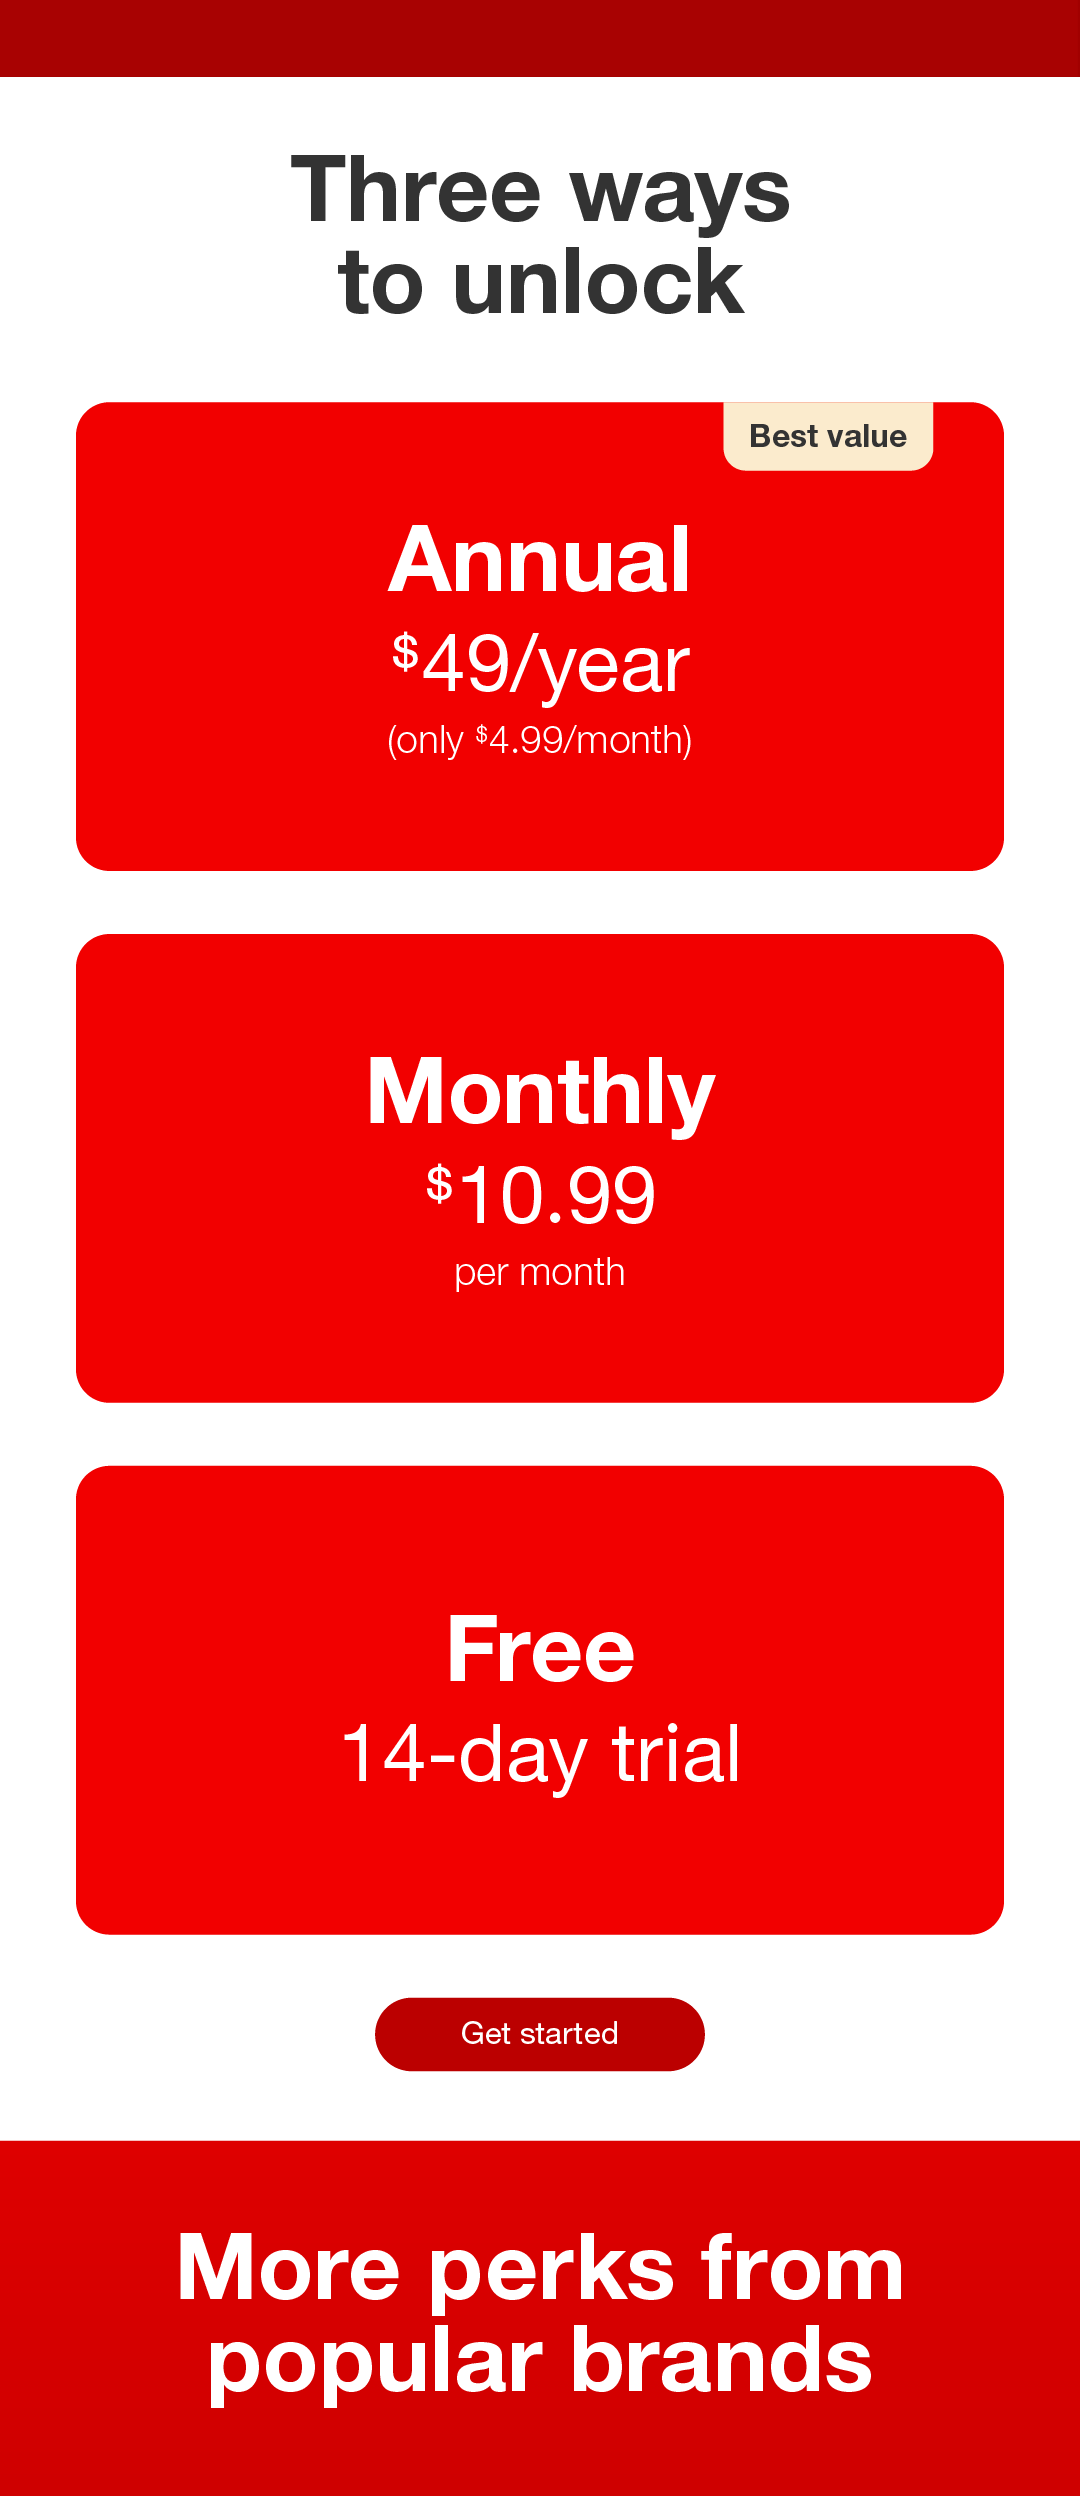 Three ways
to unlock
Best value
Annual
$49/year
(only $4.99/month)
Monthly
$10.99
per month
Free
14-day trial
Get started
More perks from
popular brands